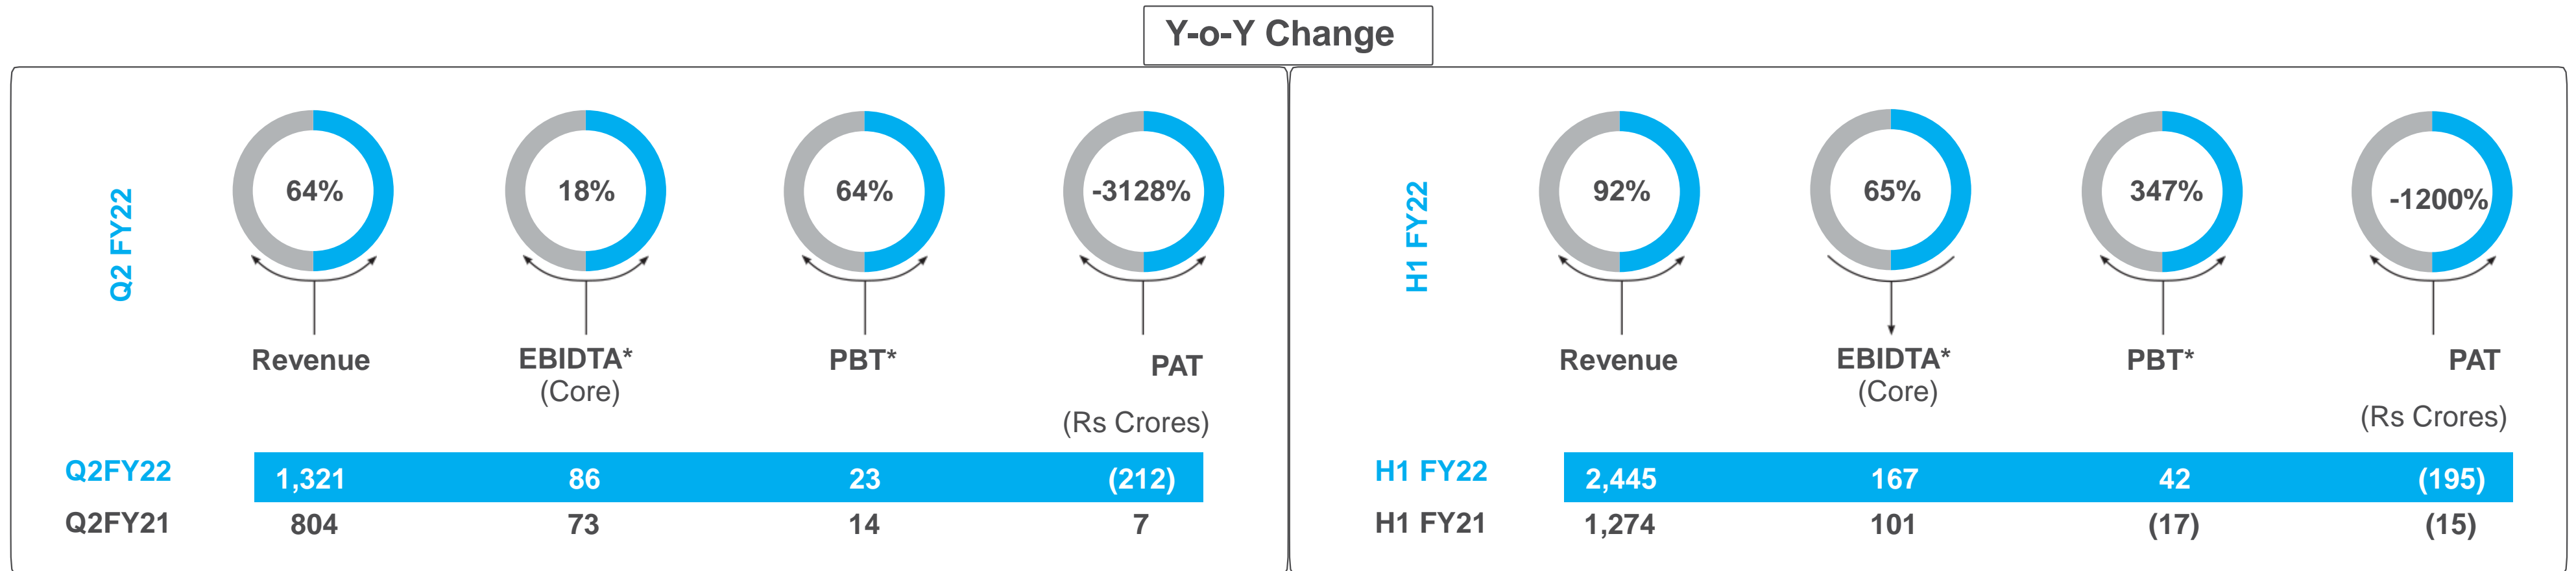 Y-o-Y Change
Q2 FY22
64%
18%
64%
-3128%
Revenue
EBIDTA*
(Core)
PBT*
PAT
(Rs Crores)
Q2FY22 1,321 86 23 (212)
Q2FY21 804 73 14 7
H1 FY22
92%
65%
347%
-1200%
Revenue
EBIDTA*
(Core)
PBT*
PAT
(Rs Crores)
H1 FY22 2,445 167 42 (195)
H1 FY21 1,274 101 (17) (15)